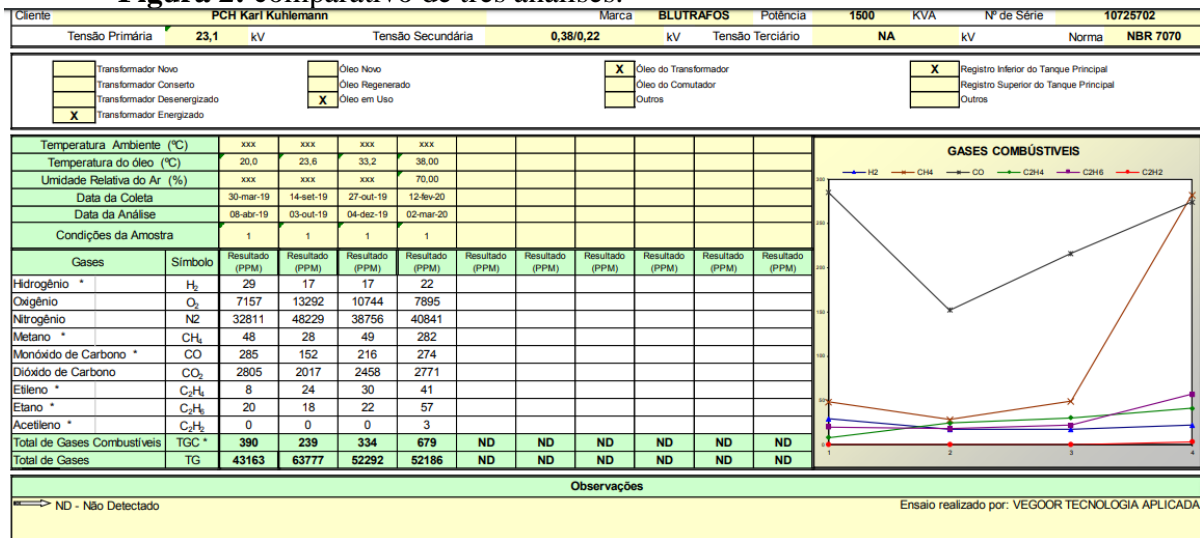 Figura 2: comparativo de três análises.
Cliente PCH Karl Kuhlemann Marca BLUTRAFOS Potência 1500 KVA Nº de Série 10725702
Tensão Primária 23,1 kV Tensão Secundária 0,38/0,22 kV Tensão Terciário NA kV Norma NBR 7070
Transformador Novo Óleo Novo X Óleo do Transformador X Registro Inferior do Tanque Principal
Transformador Conserto Óleo Regenerado Óleo do Comutador Registro Superior do Tanque Principal
Transformador Desenergizado X Óleo em Uso Outros Outros
X Transformador Energizado
Temperatura Ambiente (ºC) xxx xxx xxx xxx
Temperatura do óleo (ºC) 20,0 23,6 33,2 38,00
Umidade Relativa do Ar (%) xxx xxx xxx 70,00
Data da Coleta 30-mar-19 14-set-19 27-out-19 12-fev-20
Data da Análise 08-abr-19 03-out-19 04-dez-19 02-mar-20
Condições da Amostra 1 1 1 1
Gases Símbolo Resultado (PPM) Resultado (PPM) Resultado (PPM) Resultado (PPM) Resultado (PPM) Resultado (PPM) Resultado (PPM) Resultado (PPM) Resultado (PPM) Resultado (PPM)
Hidrogênio * H₂ 29 17 17 22
Oxigênio O₂ 7157 13292 10744 7895
Nitrogênio N2 32811 48229 38756 40841
Metano * CH₄ 48 28 49 282
Monóxido de Carbono * CO 285 152 216 274
Dióxido de Carbono CO₂ 2805 2017 2458 2771
Etileno * C₂H₄ 8 24 30 41
Etano * C₂H₆ 20 18 22 57
Acetileno * C₂H₂ 0 0 0 3
Total de Gases Combustíveis TGC * 390 239 334 679 ND ND ND ND ND ND
Total de Gases TG 43163 63777 52292 52186 ND ND ND ND ND ND
GASES COMBÚSTIVEIS
H2 CH4 CO C2H4 C2H6 C2H2
300
250
200
150
100
50
0
1 2 3 4
Observações
ND - Não Detectado Ensaio realizado por: VEGOOR TECNOLOGIA APLICADA